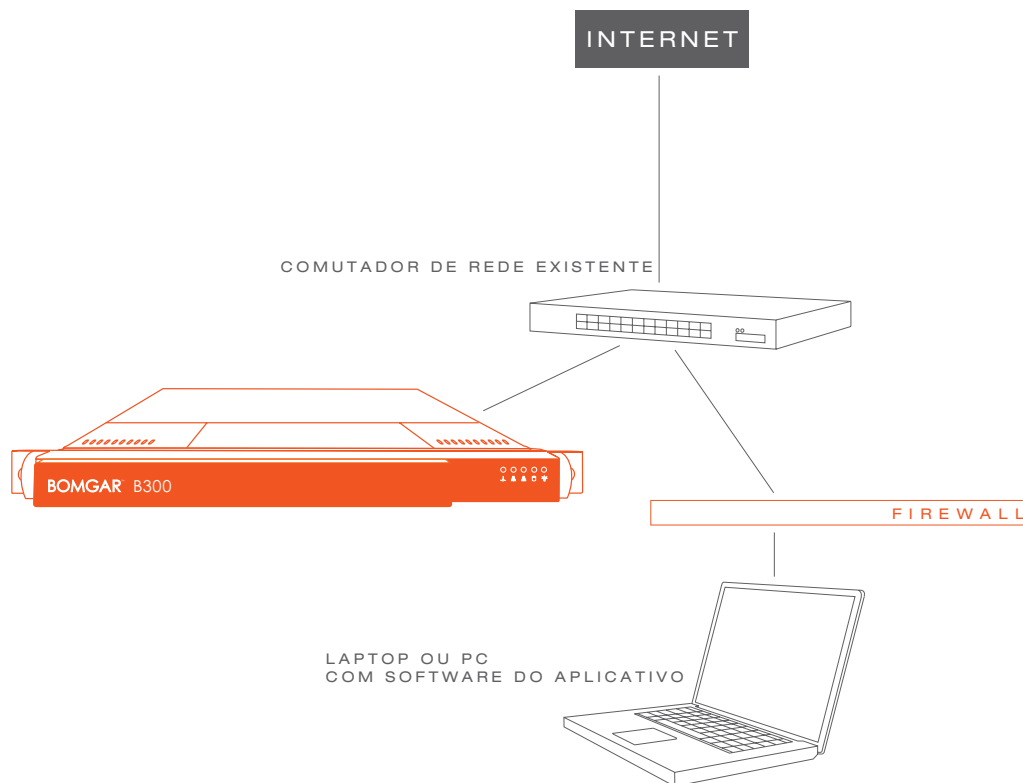 INTERNET
COMUTADOR DE REDE EXISTENTE
BOMGAR B300
FIREWALL
LAPTOP OU PC
COM SOFTWARE DO APLICATIVO